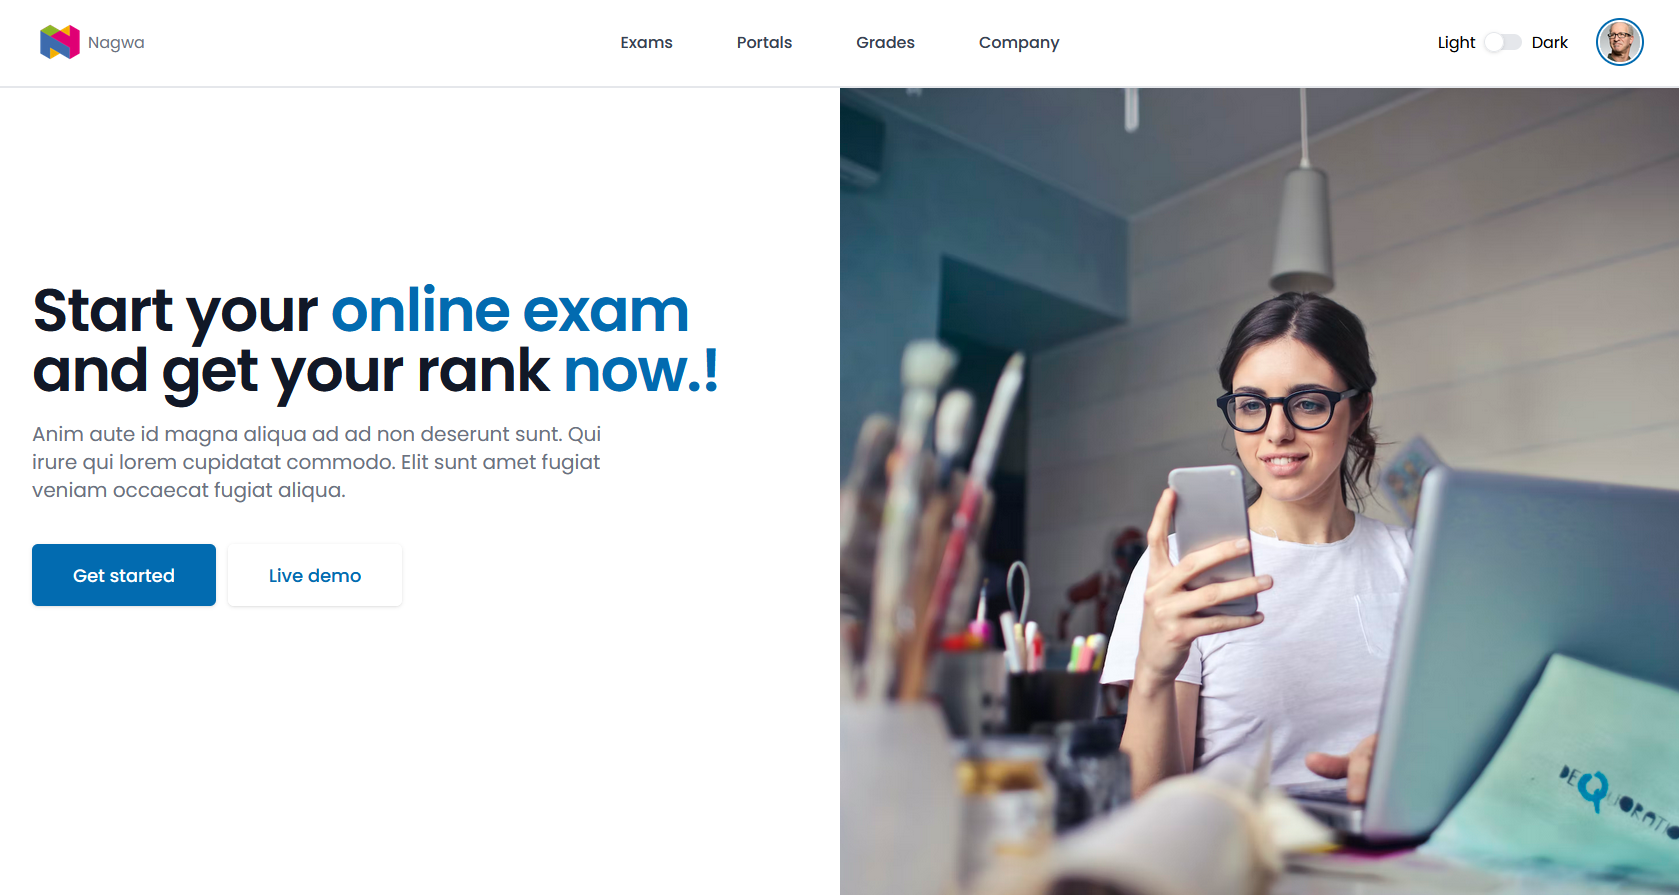 Nagwa
Exams
Portals
Grades
Company
Light
Dark
Start your online exam
and get your rank now.!
Anim aute id magna aliqua ad ad non deserunt sunt. Qui
irure qui lorem cupidatat commodo. Elit sunt amet fugiat
veniam occaecat fugiat aliqua.
Get started
Live demo